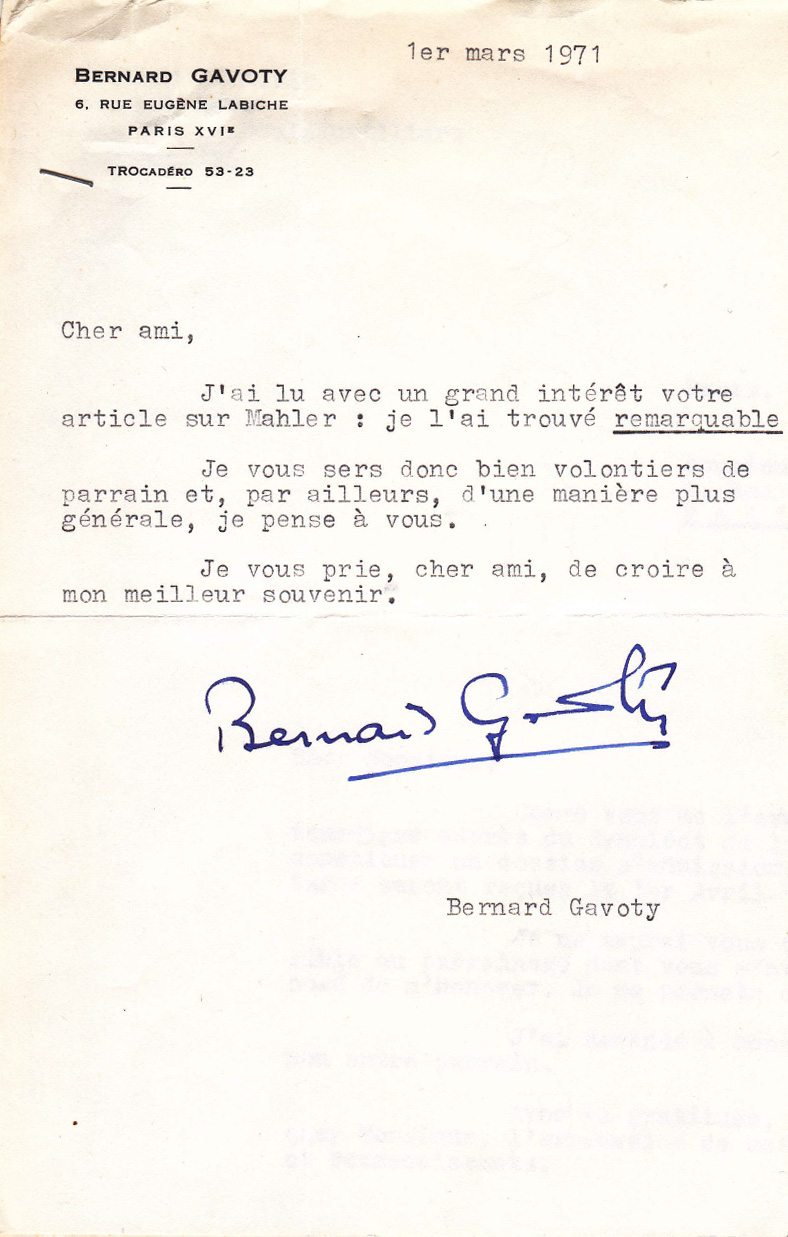 1er mars 1971
BERNARD GAVOTY
6, RUE EUGÈNE LABICHE
PARIS XVIE
TROCADÉRO 53-23
Cher ami,
J'ai lu avec un grand intérêt votre
article sur Mahler : je l'ai trouvé remarquable
Je vous sers donc bien volontiers de
parrain et, par ailleurs, d'une manière plus
générale, je pense à vous.
Je vous prie, cher ami, de croire à
mon meilleur souvenir.
Bernard Gavoty
Bernard Gavoty